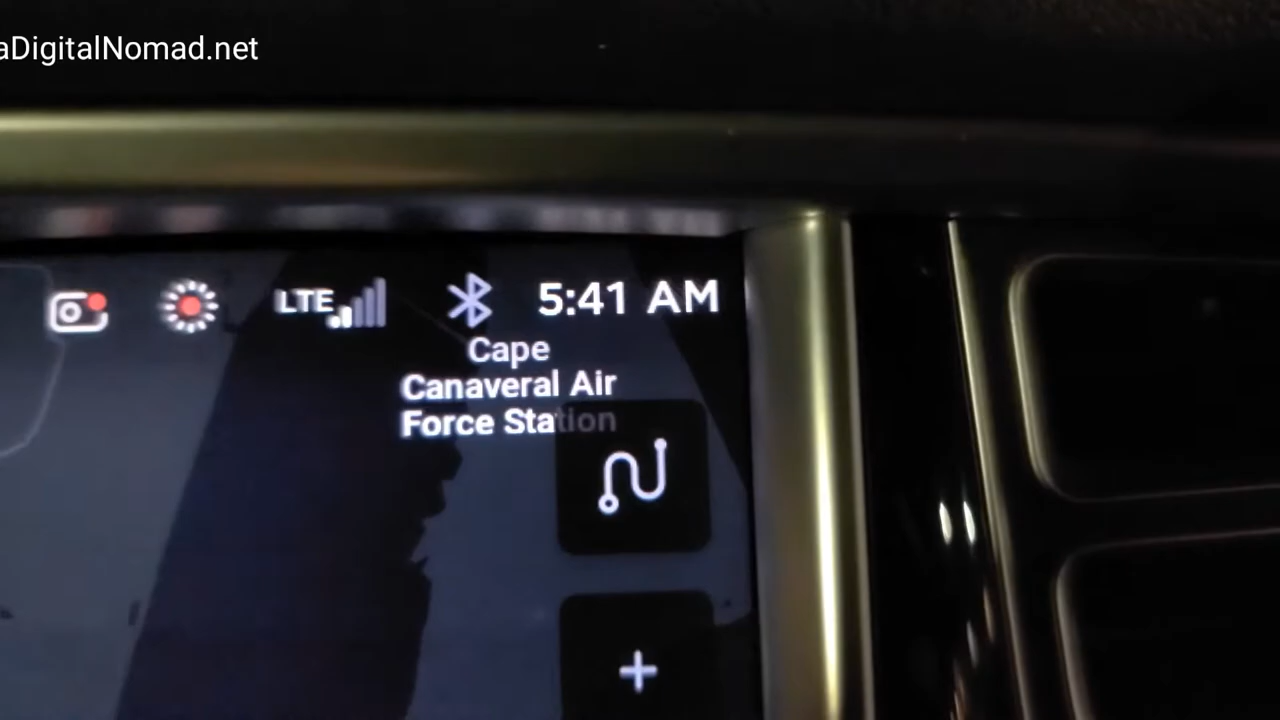 aDigitalNomad.net
LTE 5:41 AM
Cape
Canaveral Air
Force Station